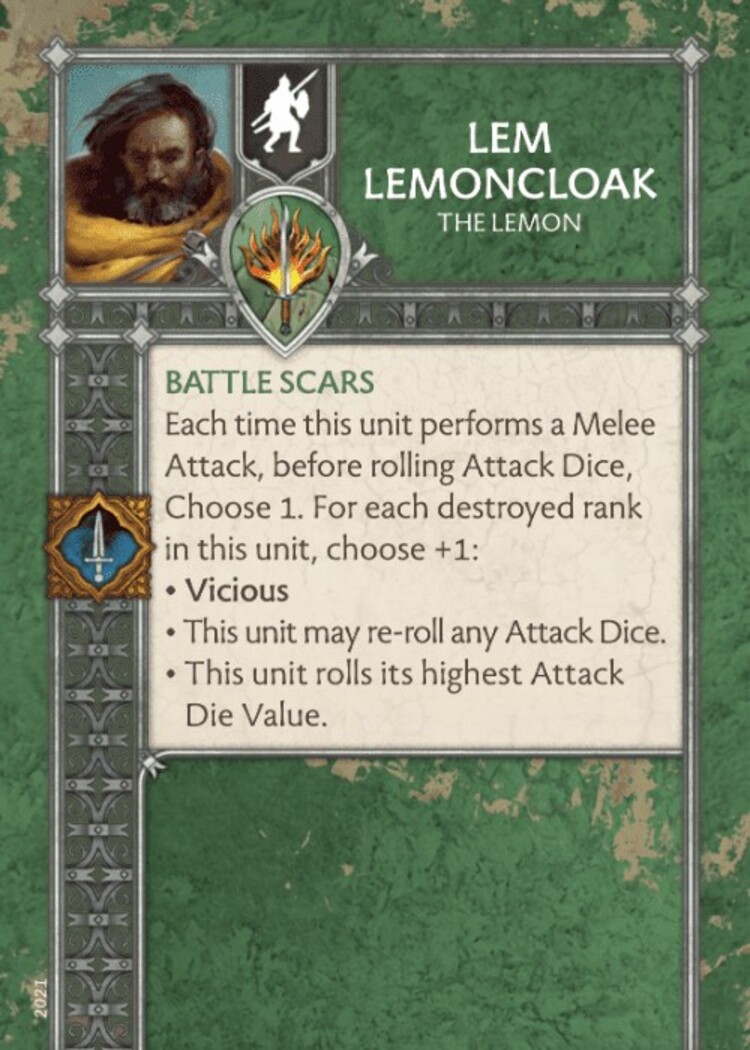 LEM
LEMONCLOAK
THE LEMON
BATTLE SCARS
Each time this unit performs a Melee
Attack, before rolling Attack Dice,
Choose 1. For each destroyed rank
in this unit, choose +1:
• Vicious
• This unit may re-roll any Attack Dice.
• This unit rolls its highest Attack
Die Value.
2021